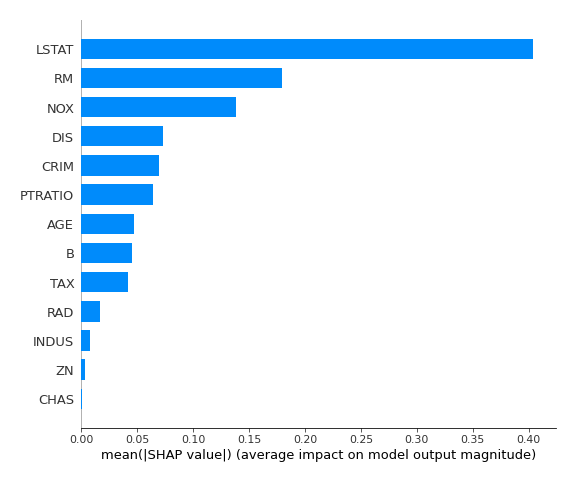 LSTAT
RM
NOX
DIS
CRIM
PTRATIO
AGE
B
TAX
RAD
INDUS
ZN
CHAS
0.00 0.05 0.10 0.15 0.20 0.25 0.30 0.35 0.40
mean(|SHAP value|) (average impact on model output magnitude)